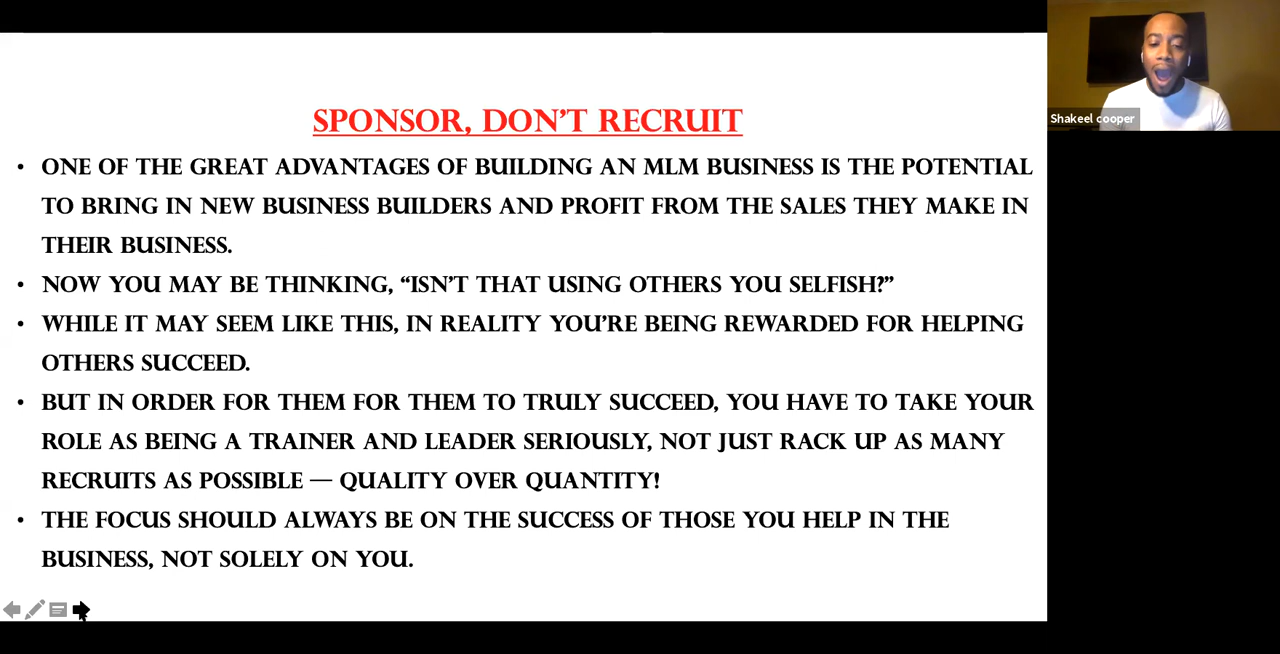 SPONSOR, DON'T RECRUIT
• ONE OF THE GREAT ADVANTAGES OF BUILDING AN MLM BUSINESS IS THE POTENTIAL
TO BRING IN NEW BUSINESS BUILDERS AND PROFIT FROM THE SALES THEY MAKE IN
THEIR BUSINESS.
• NOW YOU MAY BE THINKING, “ISN'T THAT USING OTHERS YOU SELFISH?”
• WHILE IT MAY SEEM LIKE THIS, IN REALITY YOU'RE BEING REWARDED FOR HELPING
OTHERS SUCCEED.
• BUT IN ORDER FOR THEM FOR THEM TO TRULY SUCCEED, YOU HAVE TO TAKE YOUR
ROLE AS BEING A TRAINER AND LEADER SERIOUSLY, NOT JUST RACK UP AS MANY
RECRUITS AS POSSIBLE — QUALITY OVER QUANTITY!
• THE FOCUS SHOULD ALWAYS BE ON THE SUCCESS OF THOSE YOU HELP IN THE
BUSINESS, NOT SOLELY ON YOU.
Shakeel cooper